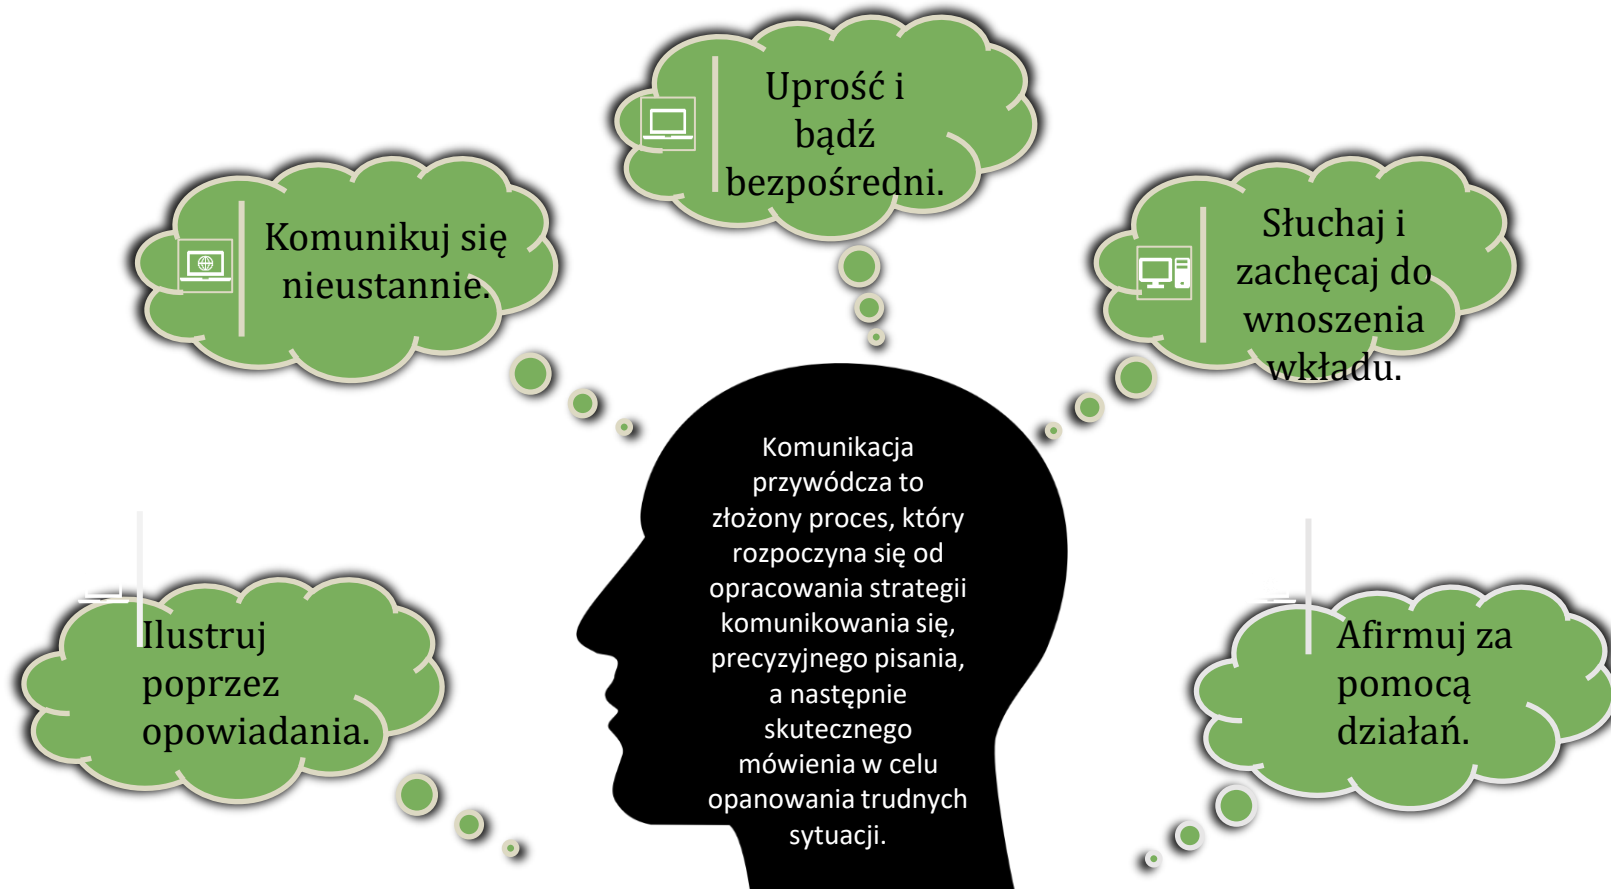 Uprość i
bądź
bezpośredni.
Komunikuj się
nieustannie.
Słuchaj i
zachęcaj do
wnoszenia
wkładu.
Komunikacja
przywódcza to
złożony proces, który
rozpoczyna się od
opracowania strategii
komunikowania się,
precyzyjnego pisania,
a następnie
skutecznego
mówienia w celu
opanowania trudnych
sytuacji.
Ilustruj
poprzez
opowiadania.
Afirmuj za
pomocą
działań.